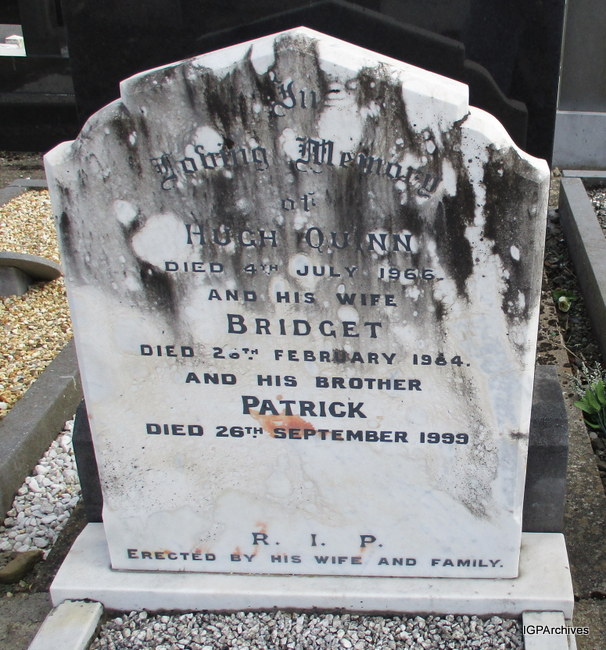 In
Loving Memory
of
HUGH QUINN
DIED 4TH JULY 1966.
AND HIS WIFE
BRIDGET
DIED 26TH FEBRUARY 1984.
AND HIS BROTHER
PATRICK
DIED 26TH SEPTEMBER 1999
R. I. P.
ERECTED BY HIS WIFE AND FAMILY.
IGPArchives